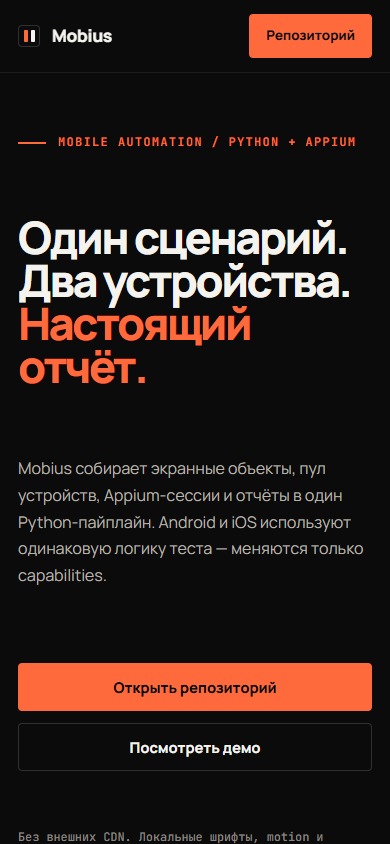 Mobius
Репозиторий
MOBILE AUTOMATION / PYTHON + APPIUM
Один сценарий.
Два устройства.
Настоящий
отчёт.
Mobius собирает экранные объекты, пул
устройств, Appium-сессии и отчёты в один
Python-пайплайн. Android и iOS используют
одинаковую логику теста — меняются только
capabilities.
Открыть репозиторий
Посмотреть демо
Без внешних CDN. Локальные шрифты, motion и